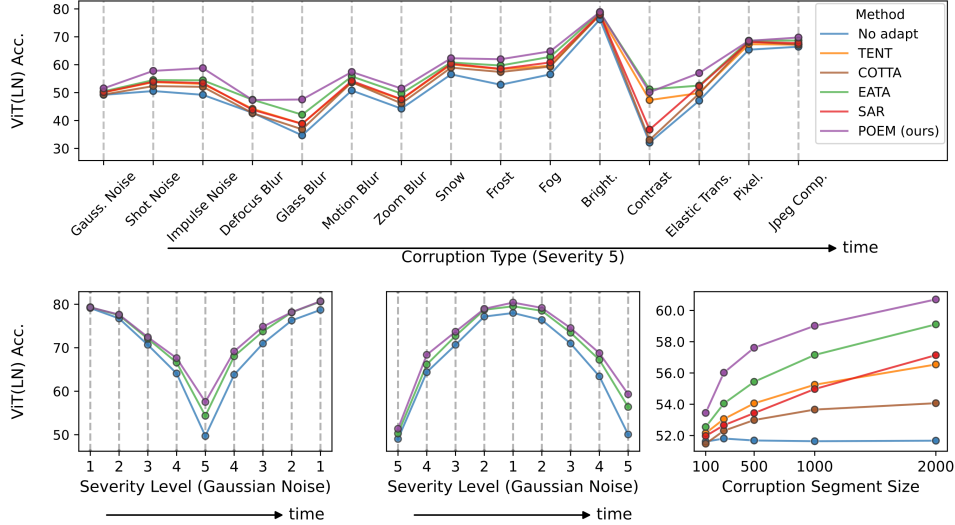 ViT(LN) Acc.
80
70
60
50
40
30
Method
No adapt
TENT
COTTA
EATA
SAR
POEM (ours)
Gauss. Noise
Shot Noise
Impulse Noise
Defocus Blur
Glass Blur
Motion Blur
Zoom Blur
Snow
Frost
Fog
Bright.
Contrast
Elastic Trans.
Pixel.
Jpeg Comp.
time
Corruption Type (Severity 5)
ViT(LN) Acc.
80
70
60
50
1 2 3 4 5 4 3 2 1
Severity Level (Gaussian Noise)
time
5 4 3 2 1 2 3 4 5
Severity Level (Gaussian Noise)
time
60.0
58.0
56.0
54.0
52.0
100 500 1000 2000
Corruption Segment Size